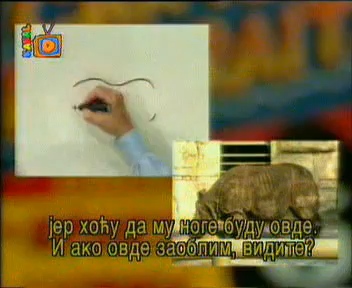 јер хоћу да му ноге буду овде.
И ако овде заоблим, видите?